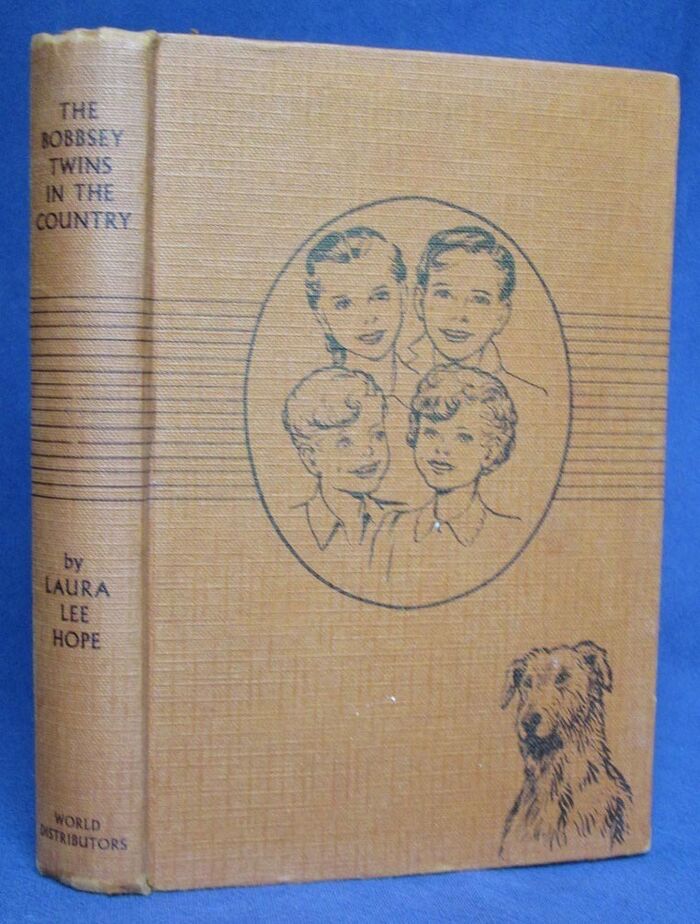 THE
BOBBSEY
TWINS
IN THE
COUNTRY
by
LAURA
LEE
HOPE
WORLD
DISTRIBUTORS